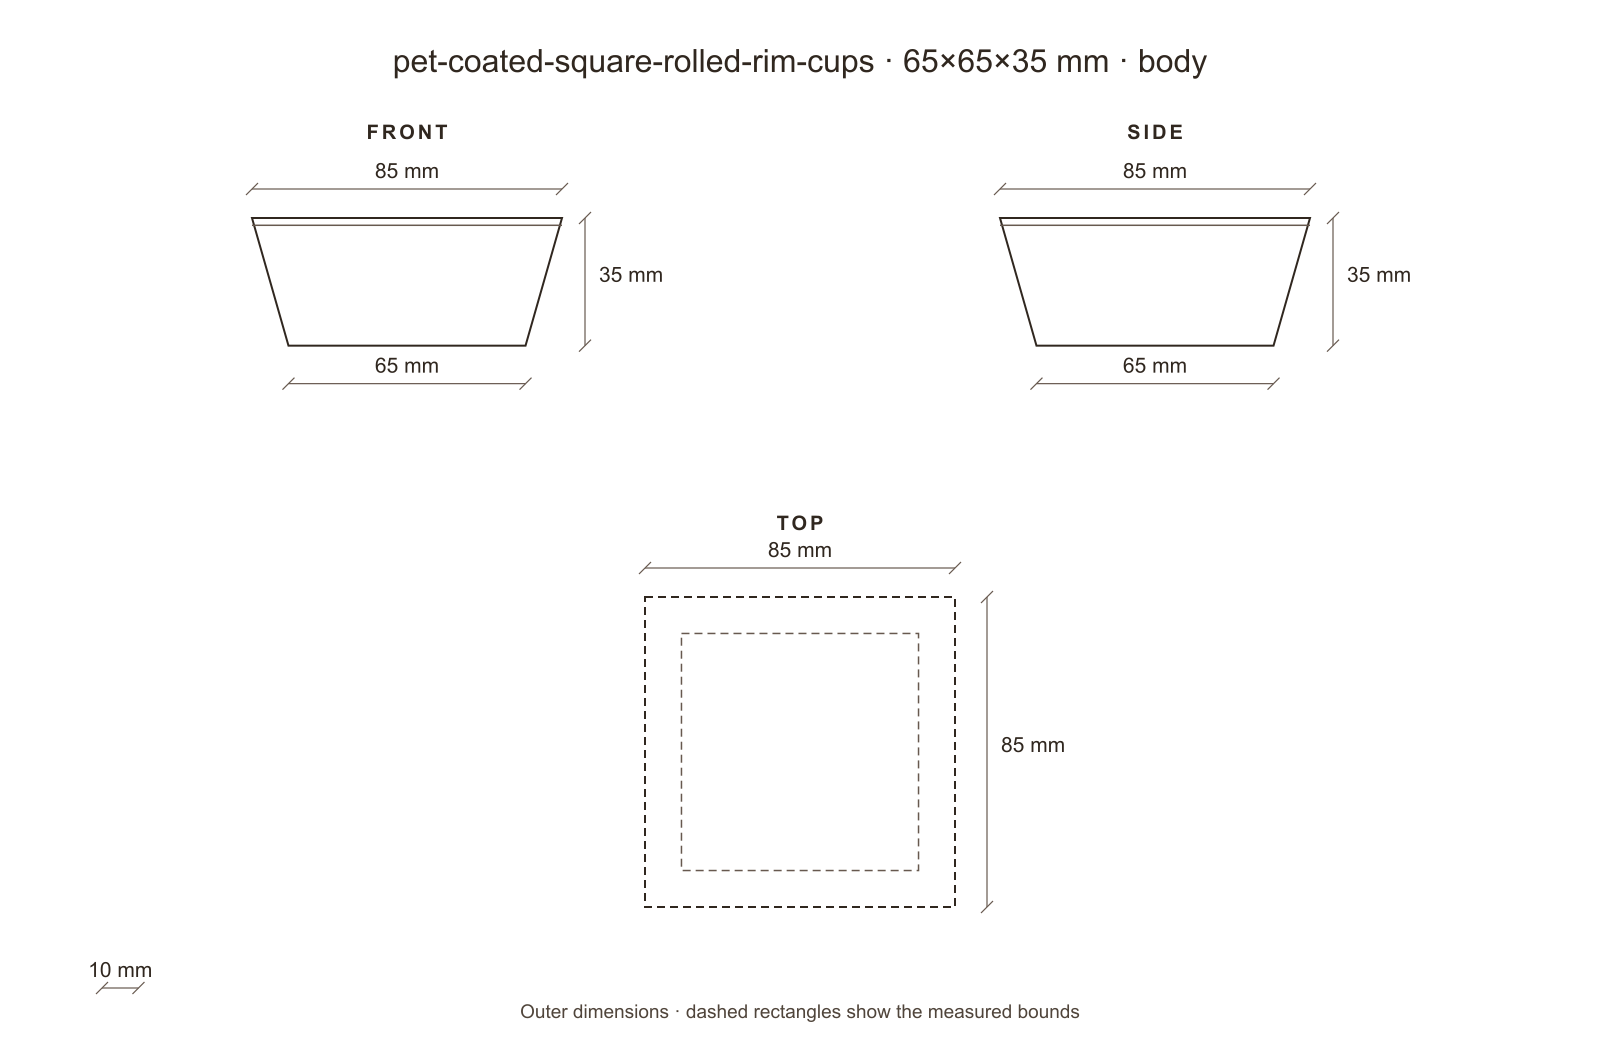 pet-coated-square-rolled-rim-cups · 65×65×35 mm · body
FRONT
85 mm
35 mm
65 mm
SIDE
85 mm
35 mm
65 mm
TOP
85 mm
85 mm
10 mm
Outer dimensions · dashed rectangles show the measured bounds